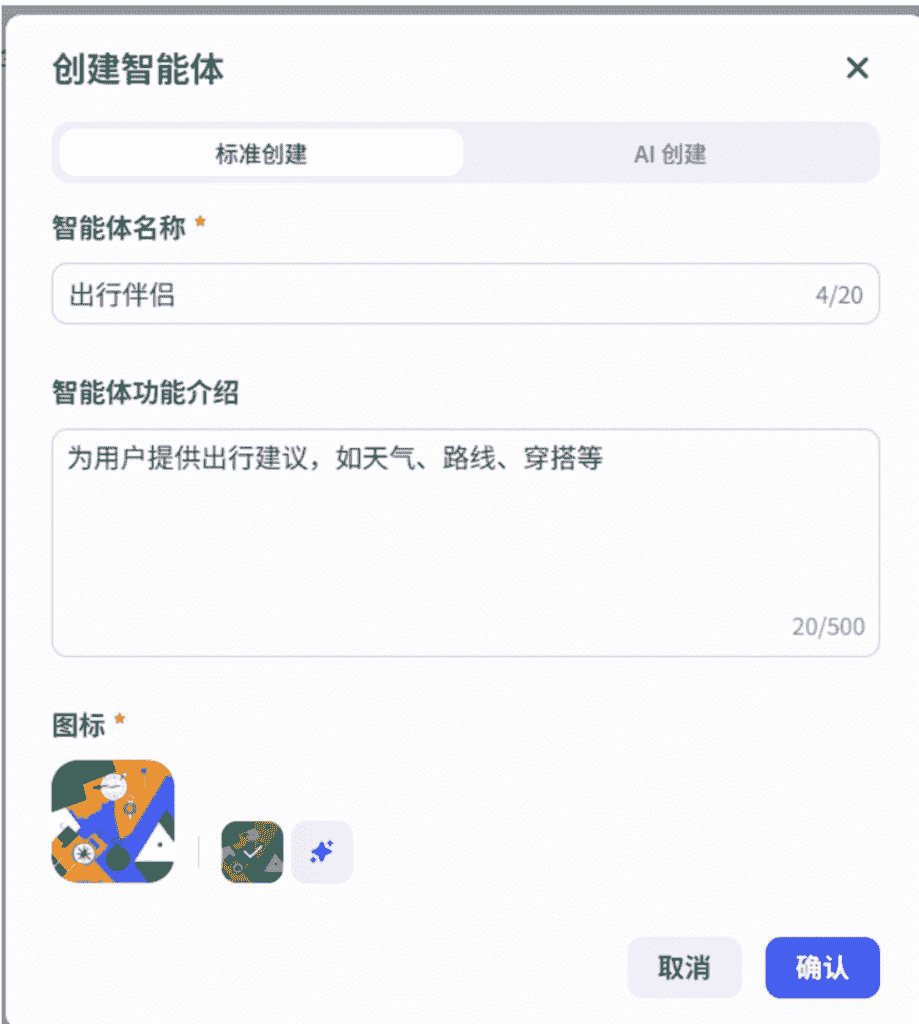 创建智能体
标准创建
AI 创建
智能体名称
出行伴侣
4/20
智能体功能介绍
为用户提供出行建议，如天气、路线、穿搭等
20/500
图标
取消
确认